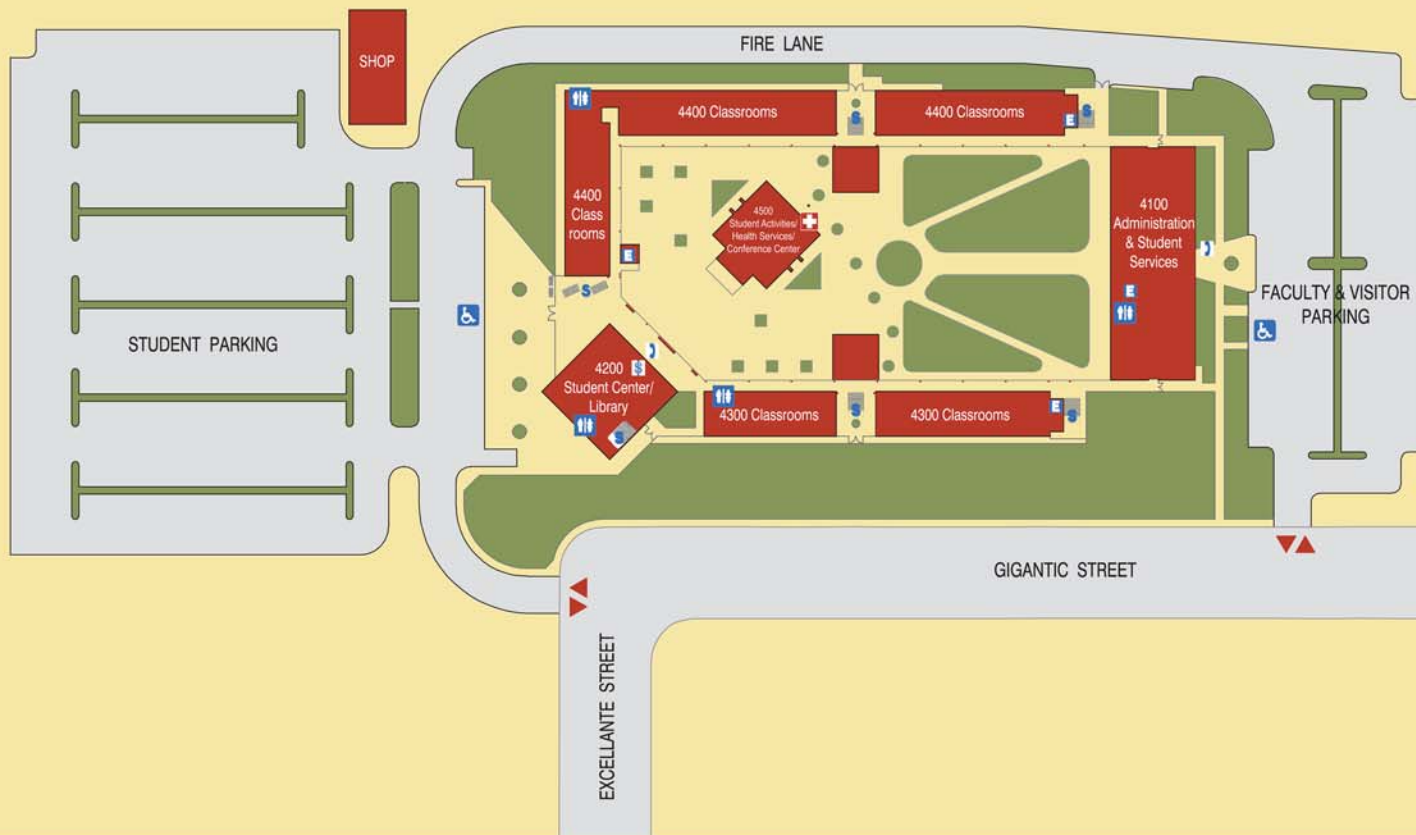 FIRE LANE
SHOP
4400 Classrooms
4400 Classrooms
S
S
E
4400
Class
rooms
4500
Student Activities/
Health Services/
Conference Center
4100
Administration
& Student
Services
E
E
S
FACULTY & VISITOR
PARKING
STUDENT PARKING
4200
Student Center/
Library
$
S
4300 Classrooms
S
4300 Classrooms
E
S
GIGANTIC STREET
EXCELLANTE STREET